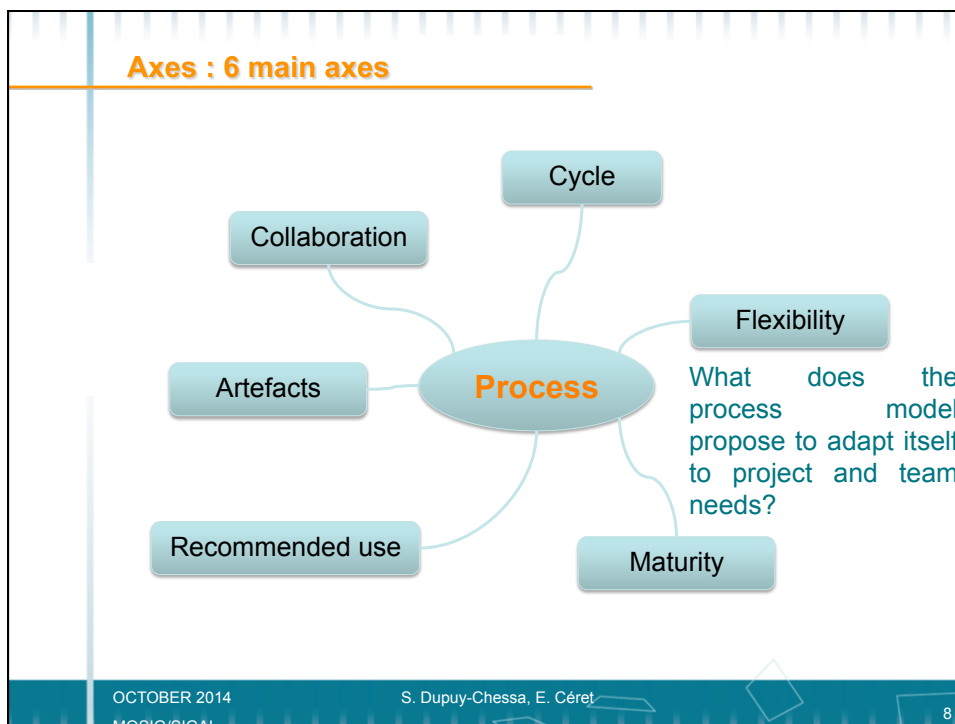 Axes : 6 main axes
Cycle
Collaboration
Flexibility
Artefacts
Process
What does the
process model
propose to adapt itself
to project and team
needs?
Recommended use
Maturity
OCTOBER 2014
S. Dupuy-Chessa, E. Céret
8